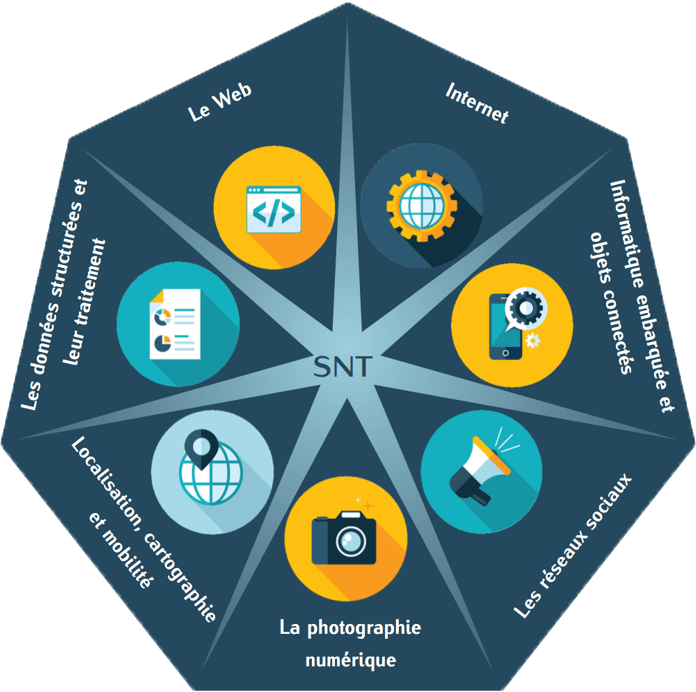 Le Web
Internet
Les données structurées et
leur traitement
Informatique embarquée et
objets connectés
SNT
Localisation, cartographie
et mobilité
Les réseaux sociaux
La photographie
numérique
</>